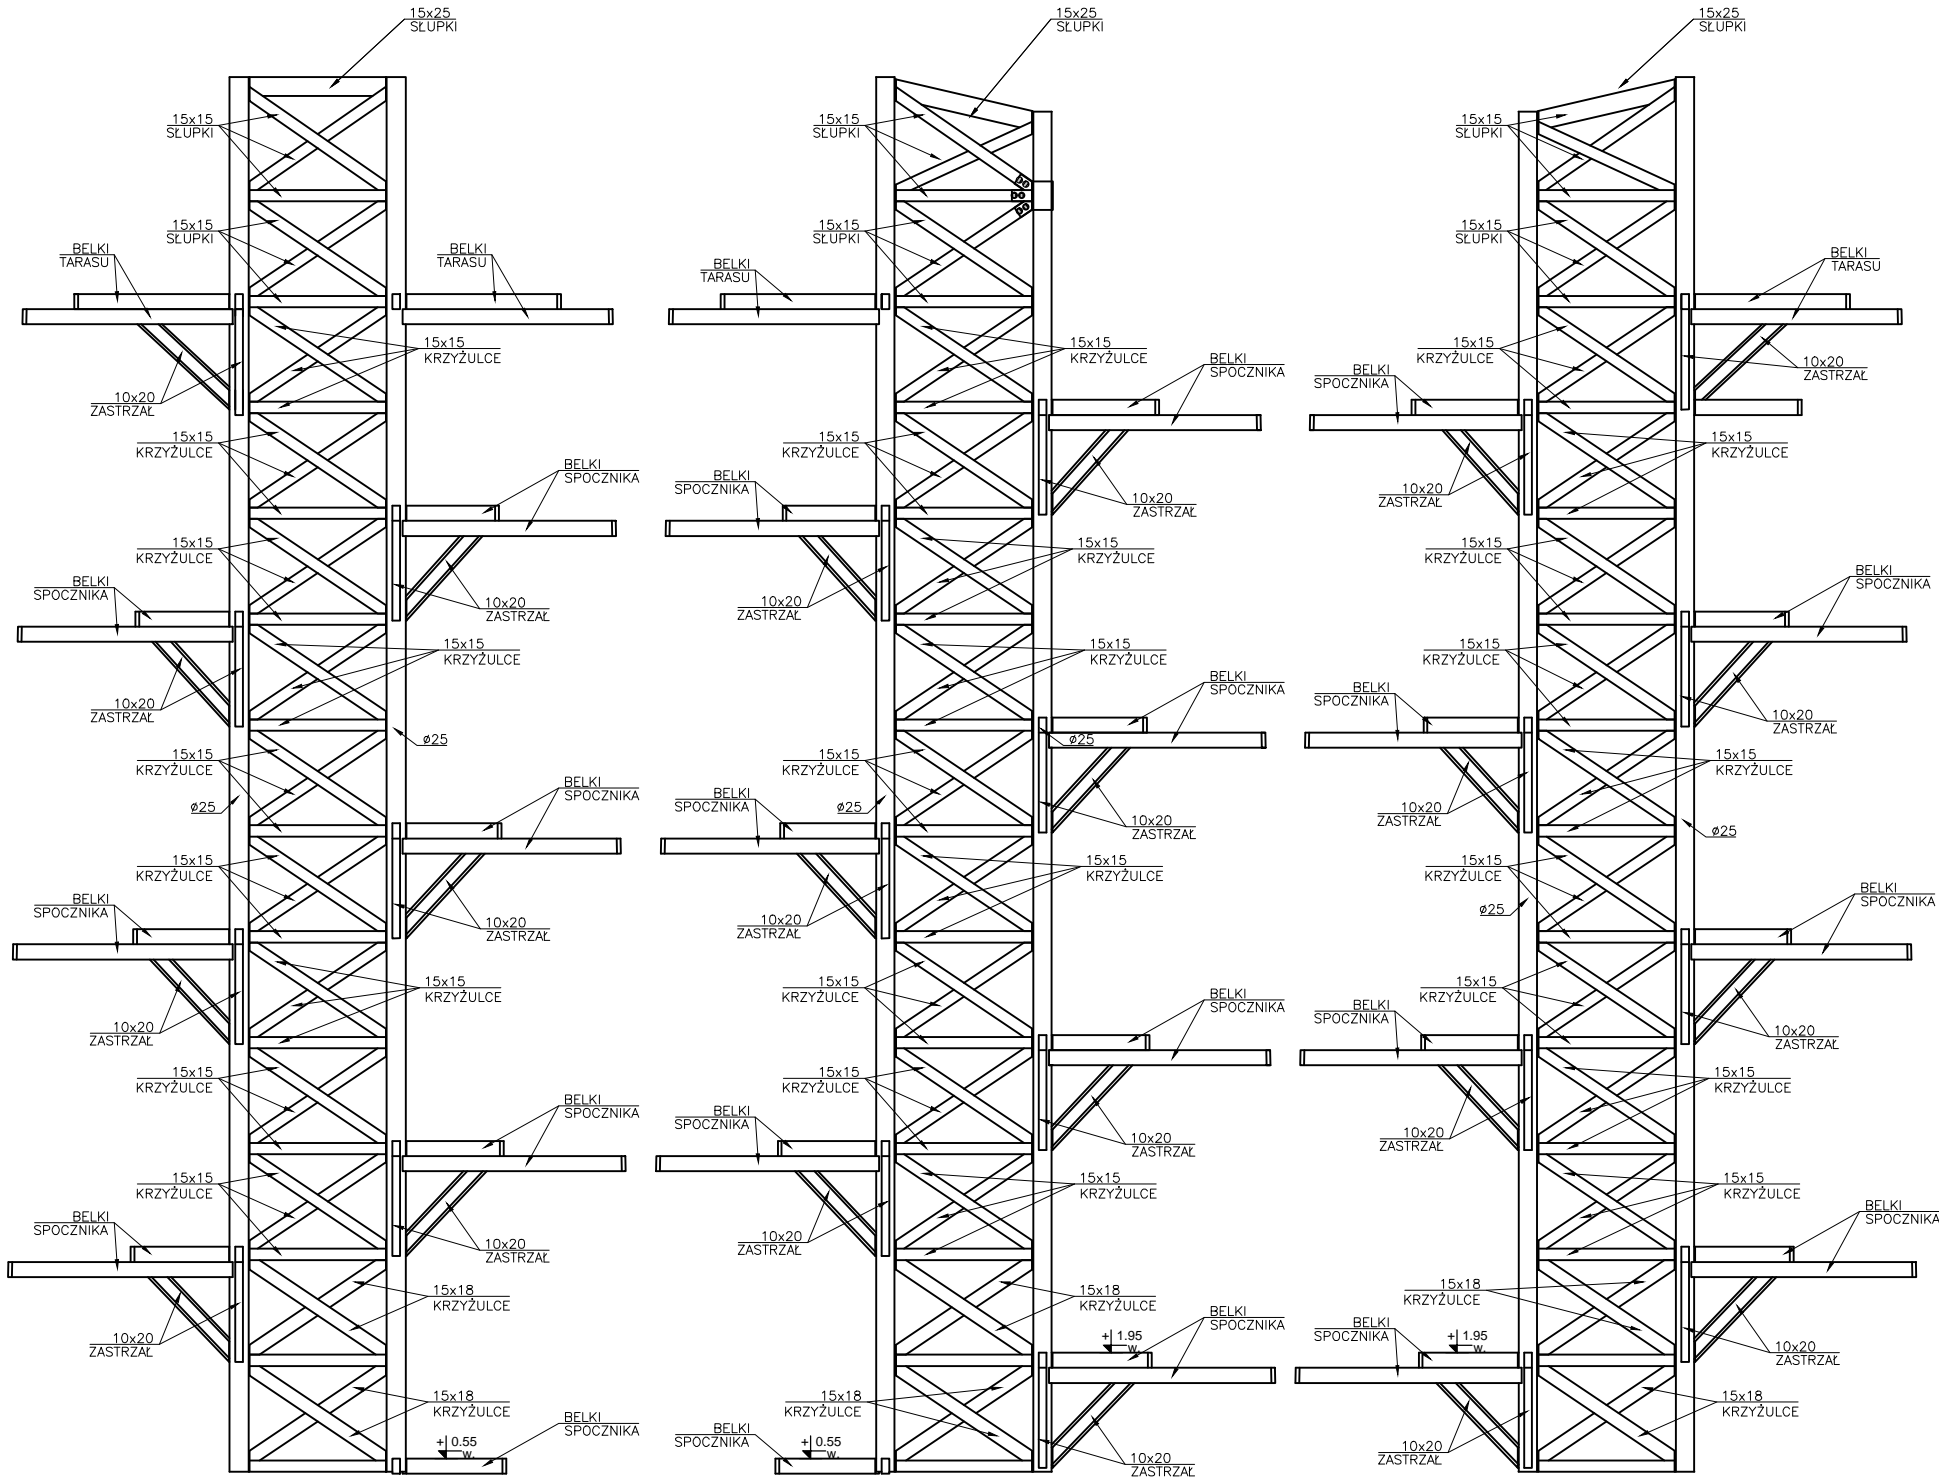 15x25
SŁUPKI
15x15
SŁUPKI
15x15
SŁUPKI
BELKI
TARASU
BELKI
TARASU
15x15
KRZYŻULCE
10x20
ZASTRZAŁ
15x15
KRZYŻULCE
BELKI
SPOCZNIKA
15x15
KRZYŻULCE
BELKI
SPOCZNIKA
10x20
ZASTRZAŁ
15x15
KRZYŻULCE
10x20
ZASTRZAŁ
ø25
15x15
KRZYŻULCE
BELKI
SPOCZNIKA
ø25
15x15
KRZYŻULCE
BELKI
SPOCZNIKA
10x20
ZASTRZAŁ
15x15
KRZYŻULCE
10x20
ZASTRZAŁ
15x15
KRZYŻULCE
BELKI
SPOCZNIKA
15x15
KRZYŻULCE
BELKI
SPOCZNIKA
10x20
ZASTRZAŁ
15x18
KRZYŻULCE
10x20
ZASTRZAŁ
15x18
KRZYŻULCE
BELKI
SPOCZNIKA
+ 0.55
w.
15x25
SŁUPKI
15x15
SŁUPKI
15x15
SŁUPKI
BELKI
TARASU
15x15
KRZYŻULCE
BELKI
SPOCZNIKA
15x15
KRZYŻULCE
BELKI
SPOCZNIKA
10x20
ZASTRZAŁ
15x15
KRZYŻULCE
10x20
ZASTRZAŁ
15x15
KRZYŻULCE
BELKI
SPOCZNIKA
ø25
15x15
KRZYŻULCE
BELKI
SPOCZNIKA
ø25
10x20
ZASTRZAŁ
15x15
KRZYŻULCE
10x20
ZASTRZAŁ
15x15
KRZYŻULCE
BELKI
SPOCZNIKA
15x15
KRZYŻULCE
BELKI
SPOCZNIKA
10x20
ZASTRZAŁ
15x15
KRZYŻULCE
10x20
ZASTRZAŁ
15x18
KRZYŻULCE
BELKI
SPOCZNIKA
+ 1.95
w.
15x18
KRZYŻULCE
BELKI
SPOCZNIKA
+ 0.55
w.
10x20
ZASTRZAŁ
15x25
SŁUPKI
15x15
SŁUPKI
15x15
SŁUPKI
BELKI
TARASU
15x15
KRZYŻULCE
10x20
ZASTRZAŁ
BELKI
SPOCZNIKA
15x15
KRZYŻULCE
10x20
ZASTRZAŁ
15x15
KRZYŻULCE
BELKI
SPOCZNIKA
15x15
KRZYŻULCE
BELKI
SPOCZNIKA
10x20
ZASTRZAŁ
15x15
KRZYŻULCE
10x20
ZASTRZAŁ
ø25
15x15
KRZYŻULCE
BELKI
SPOCZNIKA
ø25
15x15
KRZYŻULCE
BELKI
SPOCZNIKA
10x20
ZASTRZAŁ
15x15
KRZYŻULCE
10x20
ZASTRZAŁ
15x15
KRZYŻULCE
BELKI
SPOCZNIKA
15x18
KRZYŻULCE
BELKI
SPOCZNIKA
+ 1.95
w.
10x20
ZASTRZAŁ
15x18
KRZYŻULCE
10x20
ZASTRZAŁ